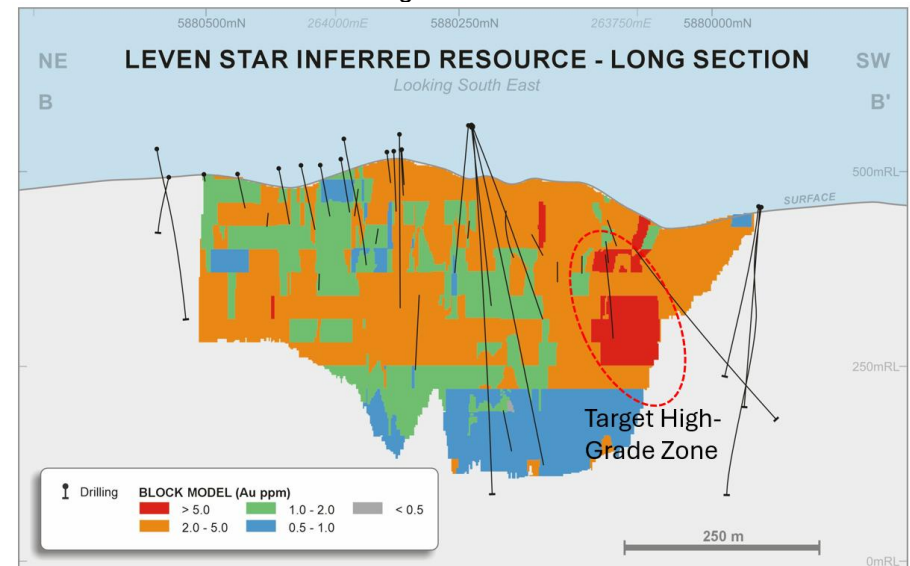 5880500mN 264000mE 5880250mN 263750mE 5880000mN
NE LEVEN STAR INFERRED RESOURCE - LONG SECTION SW
Looking South East
B B'
500mRL
SURFACE
250mRL
Target High-
Grade Zone
Drilling BLOCK MODEL (Au ppm)
> 5.0 1.0 - 2.0 < 0.5
2.0 - 5.0 0.5 - 1.0
250 m
0mRL